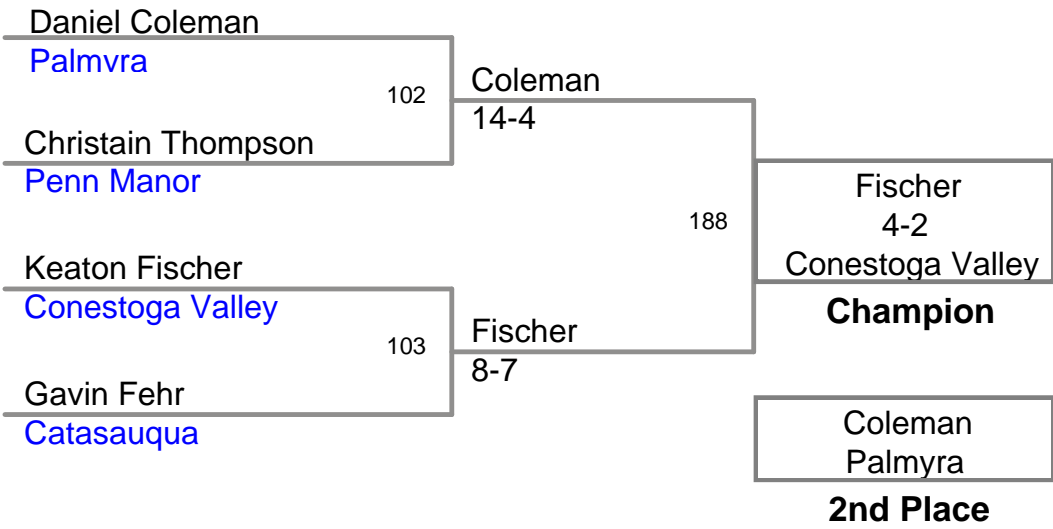 Daniel Coleman
Palmyra
102
Coleman
14-4
Christain Thompson
Penn Manor
188
Fischer
4-2
Conestoga Valley
Champion
Keaton Fischer
Conestoga Valley
103
Fischer
8-7
Gavin Fehr
Catasauqua
Coleman
Palmyra
2nd Place